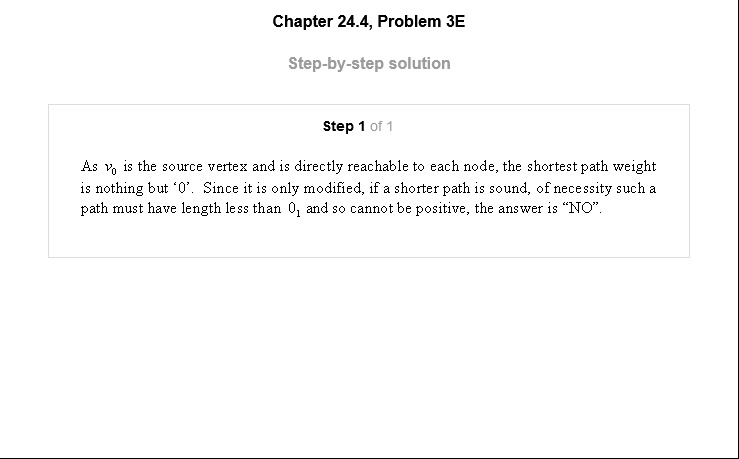 Chapter 24.4, Problem 3E
Step-by-step solution
Step 1 of 1
As v₀ is the source vertex and is directly reachable to each node, the shortest path weight
is nothing but ‘0’. Since it is only modified, if a shorter path is sound, of necessity such a
path must have length less than 0₁ and so cannot be positive, the answer is “NO”.